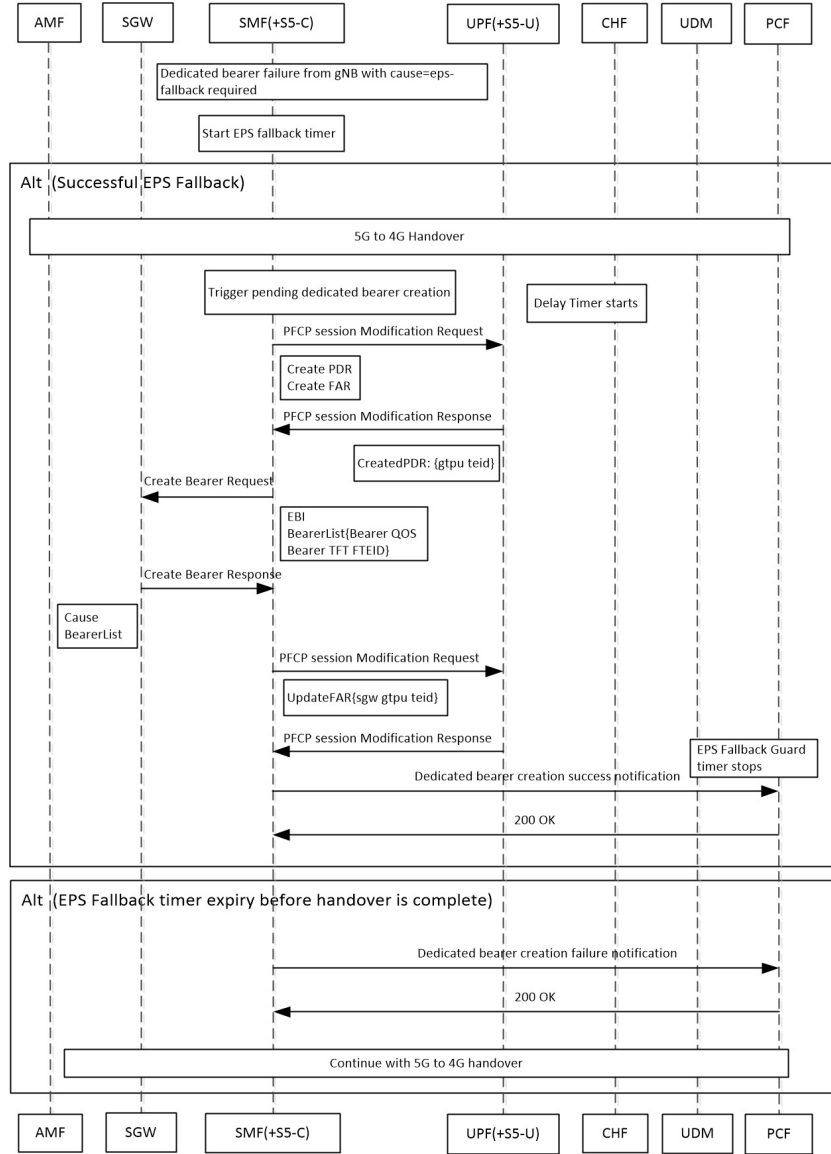 AMF
SGW
SMF(+S5-C)
UPF(+S5-U)
CHF
UDM
PCF
Dedicated bearer failure from gNB with cause=eps-
fallback required
Start EPS fallback timer
Alt (Successful EPS Fallback)
5G to 4G Handover
Trigger pending dedicated bearer creation
Delay Timer starts
PFCP session Modification Request
Create PDR
Create FAR
PFCP session Modification Response
CreatedPDR: {gtpu teid}
Create Bearer Request
EBI
BearerList{Bearer QOS
Bearer TFT FTEID}
Create Bearer Response
Cause
BearerList
PFCP session Modification Request
UpdateFAR{sgw gtpu teid}
PFCP session Modification Response
EPS Fallback Guard
timer stops
Dedicated bearer creation success notification
200 OK
Alt (EPS Fallback timer expiry before handover is complete)
Dedicated bearer creation failure notification
200 OK
Continue with 5G to 4G handover
AMF
SGW
SMF(+S5-C)
UPF(+S5-U)
CHF
UDM
PCF